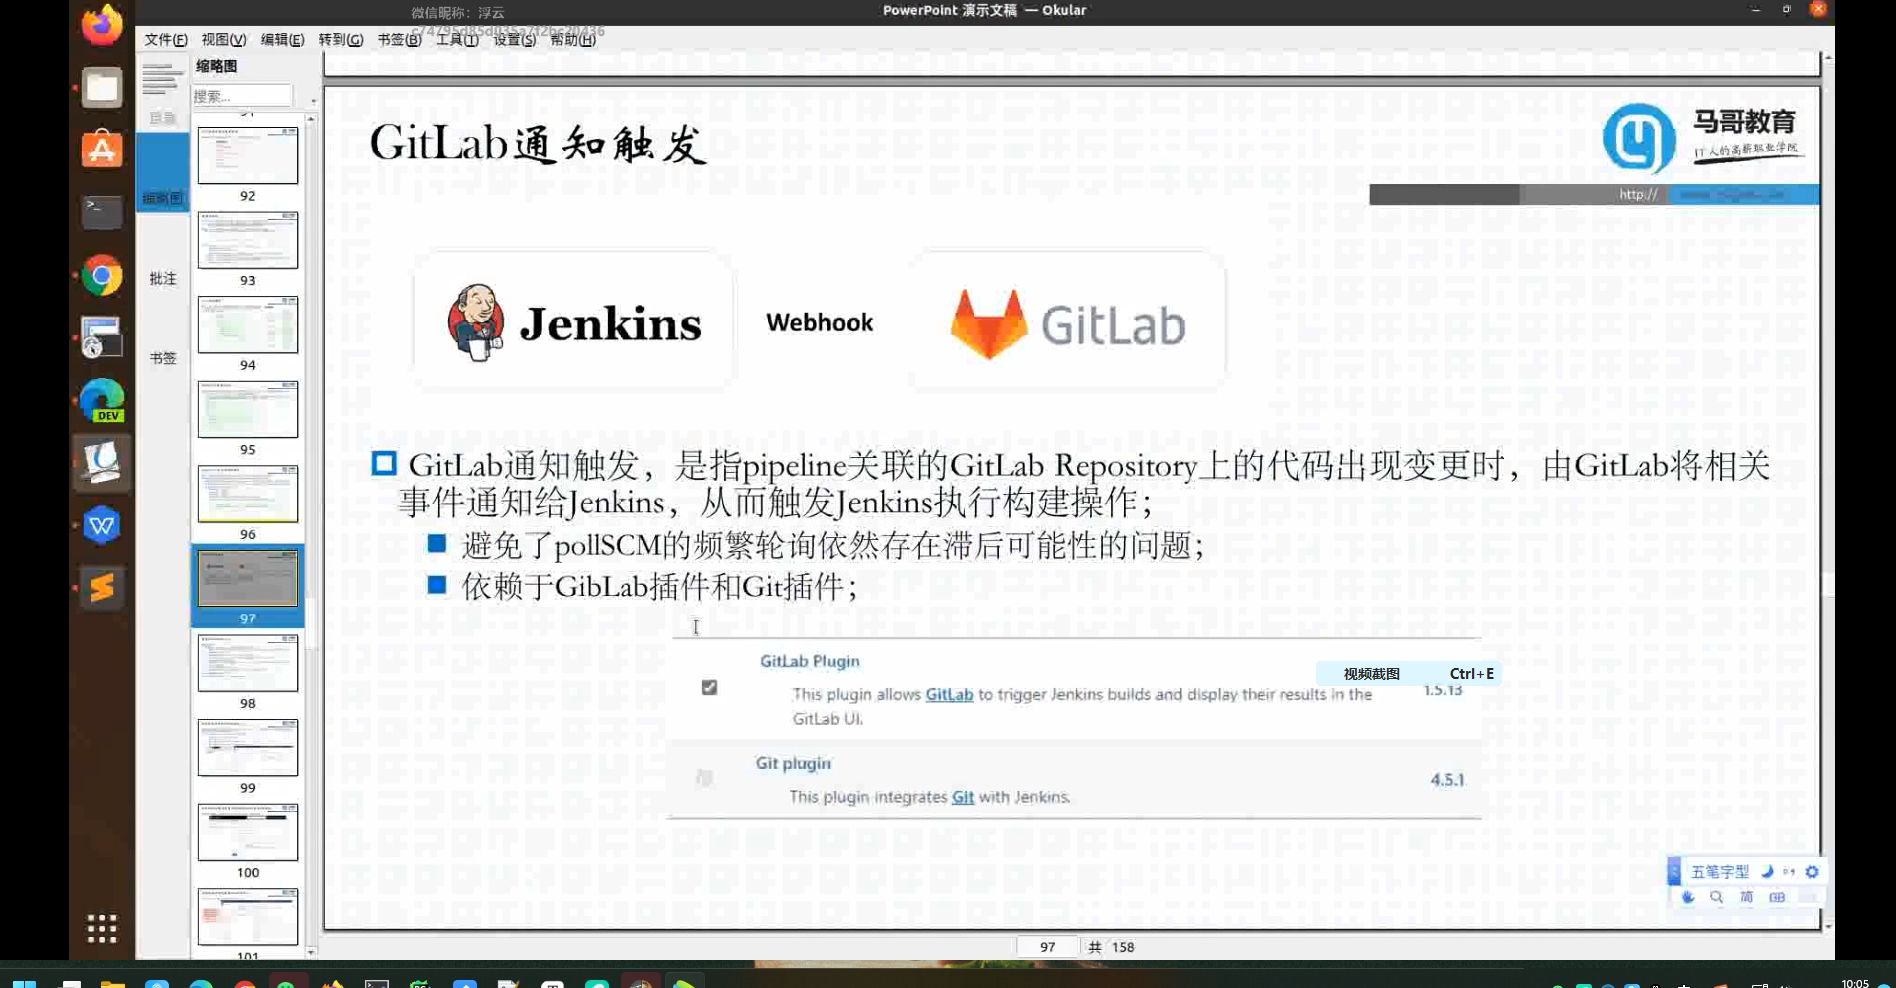 微信昵称：浮云
PowerPoint 演示文稿 — Okular
文件(F) 视图(V) 编辑(E) 转到(G) 书签(B) 工具(T) 设置(S) 帮助(H)
缩略图
搜索...
目录
缩略图
批注
书签
92
93
94
95
96
97
98
99
100
101
GitLab通知触发
马哥教育
IT人的高薪职业学院
http://
Jenkins
Webhook
GitLab
GitLab通知触发，是指pipeline关联的GitLab Repository上的代码出现变更时，由GitLab将相关
事件通知给Jenkins，从而触发Jenkins执行构建操作；
避免了pollSCM的频繁轮询依然存在滞后可能性的问题；
依赖于GibLab插件和Git插件；
GitLab Plugin
This plugin allows GitLab to trigger Jenkins builds and display their results in the
GitLab UI.
1.5.13
视频截图 Ctrl+E
Git plugin
This plugin integrates Git with Jenkins.
4.5.1
五笔字型
简
DEV
97 共 158
10:05